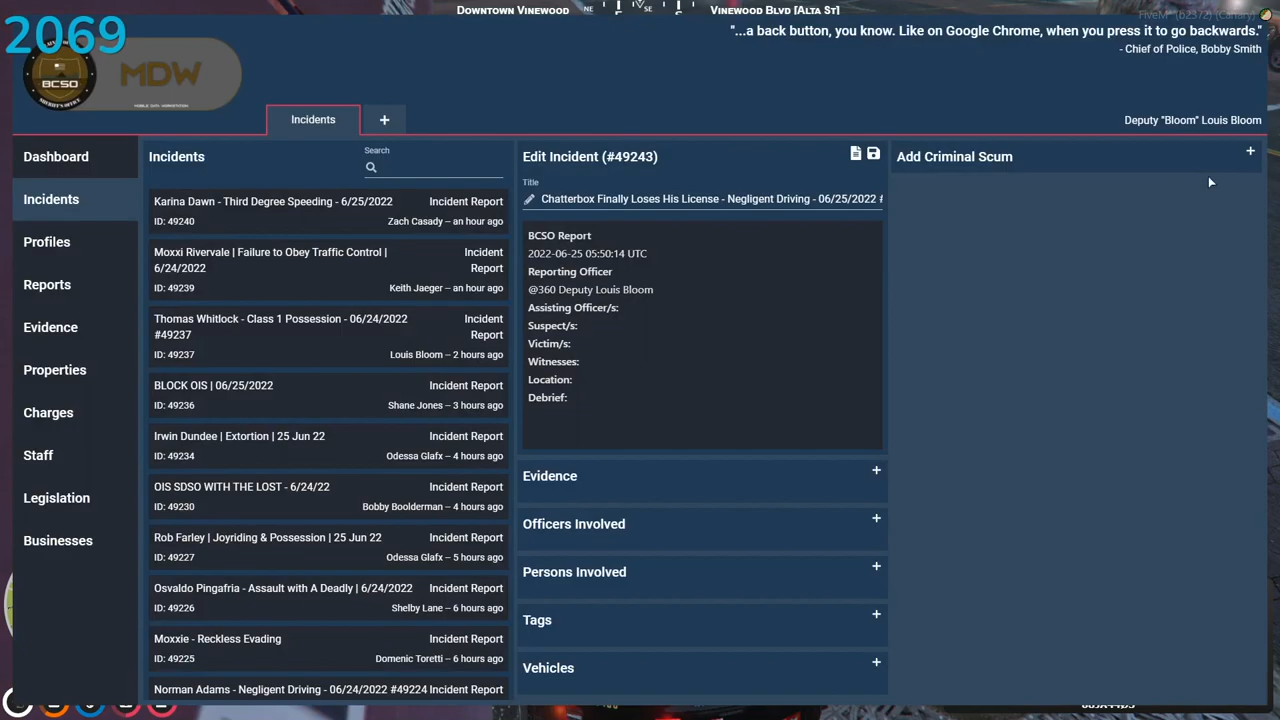 2069
DOWNTOWN VINEWOOD NE SE VINEWOOD BLVD [ALTA ST]
FiveM® (b2372) (Canary)
"...a back button, you know. Like on Google Chrome, when you press it to go backwards."
- Chief of Police, Bobby Smith
BCSO
SHERIFF'S OFFICE
MDW
MOBILE DATA WORKSTATION
Incidents +
Deputy "Bloom" Louis Bloom
Dashboard
Incidents
Profiles
Reports
Evidence
Properties
Charges
Staff
Legislation
Businesses
Incidents
Search
Karina Dawn - Third Degree Speeding - 6/25/2022 Incident Report
ID: 49240 Zach Casady – an hour ago
Moxxi Rivervale | Failure to Obey Traffic Control | Incident
6/24/2022 Report
ID: 49239 Keith Jaeger – an hour ago
Thomas Whitlock - Class 1 Possession - 06/24/2022 Incident
#49237 Report
ID: 49237 Louis Bloom – 2 hours ago
BLOCK OIS | 06/25/2022 Incident Report
ID: 49236 Shane Jones – 3 hours ago
Irwin Dundee | Extortion | 25 Jun 22 Incident Report
ID: 49234 Odessa Glafx – 4 hours ago
OIS SDSO WITH THE LOST - 6/24/22 Incident Report
ID: 49230 Bobby Boolderman – 4 hours ago
Rob Farley | Joyriding & Possession | 25 Jun 22 Incident Report
ID: 49227 Odessa Glafx – 5 hours ago
Osvaldo Pingafria - Assault with A Deadly | 6/24/2022 Incident Report
ID: 49226 Shelby Lane – 6 hours ago
Moxxie - Reckless Evading Incident Report
ID: 49225 Domenic Toretti – 6 hours ago
Norman Adams - Negligent Driving - 06/24/2022 #49224 Incident Report
Edit Incident (#49243)
Title
Chatterbox Finally Loses His License - Negligent Driving - 06/25/2022 #
BCSO Report
2022-06-25 05:50:14 UTC
Reporting Officer
@360 Deputy Louis Bloom
Assisting Officer/s:
Suspect/s:
Victim/s:
Witnesses:
Location:
Debrief:
Evidence +
Officers Involved +
Persons Involved +
Tags +
Vehicles +
Add Criminal Scum +